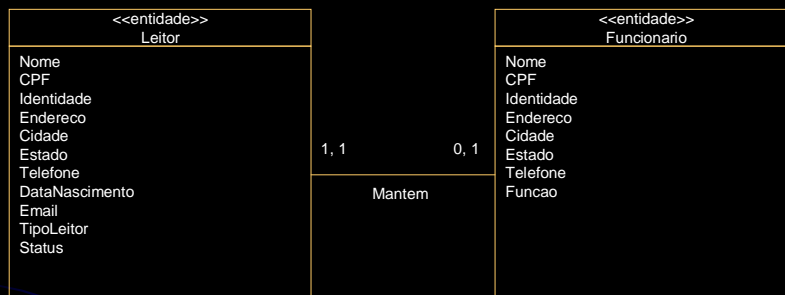 <<entidade>>
Leitor
Nome
CPF
Identidade
Endereco
Cidade
Estado
Telefone
DataNascimento
Email
TipoLeitor
Status
1, 1
0, 1
Mantem
<<entidade>>
Funcionario
Nome
CPF
Identidade
Endereco
Cidade
Estado
Telefone
Funcao